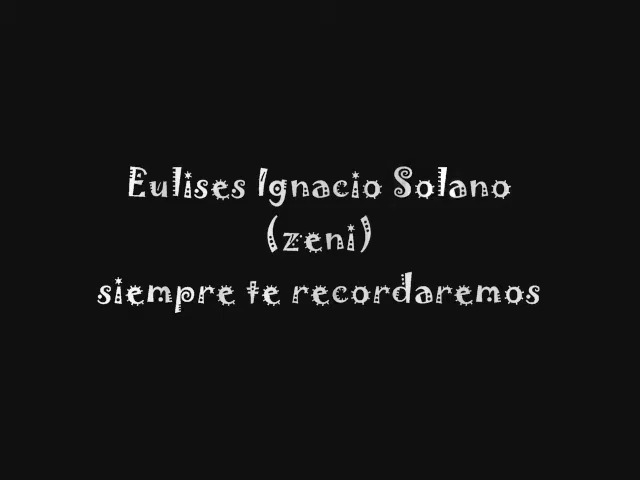 Eulises Ignacio Solano
(zeni)
siempre te recordaremos